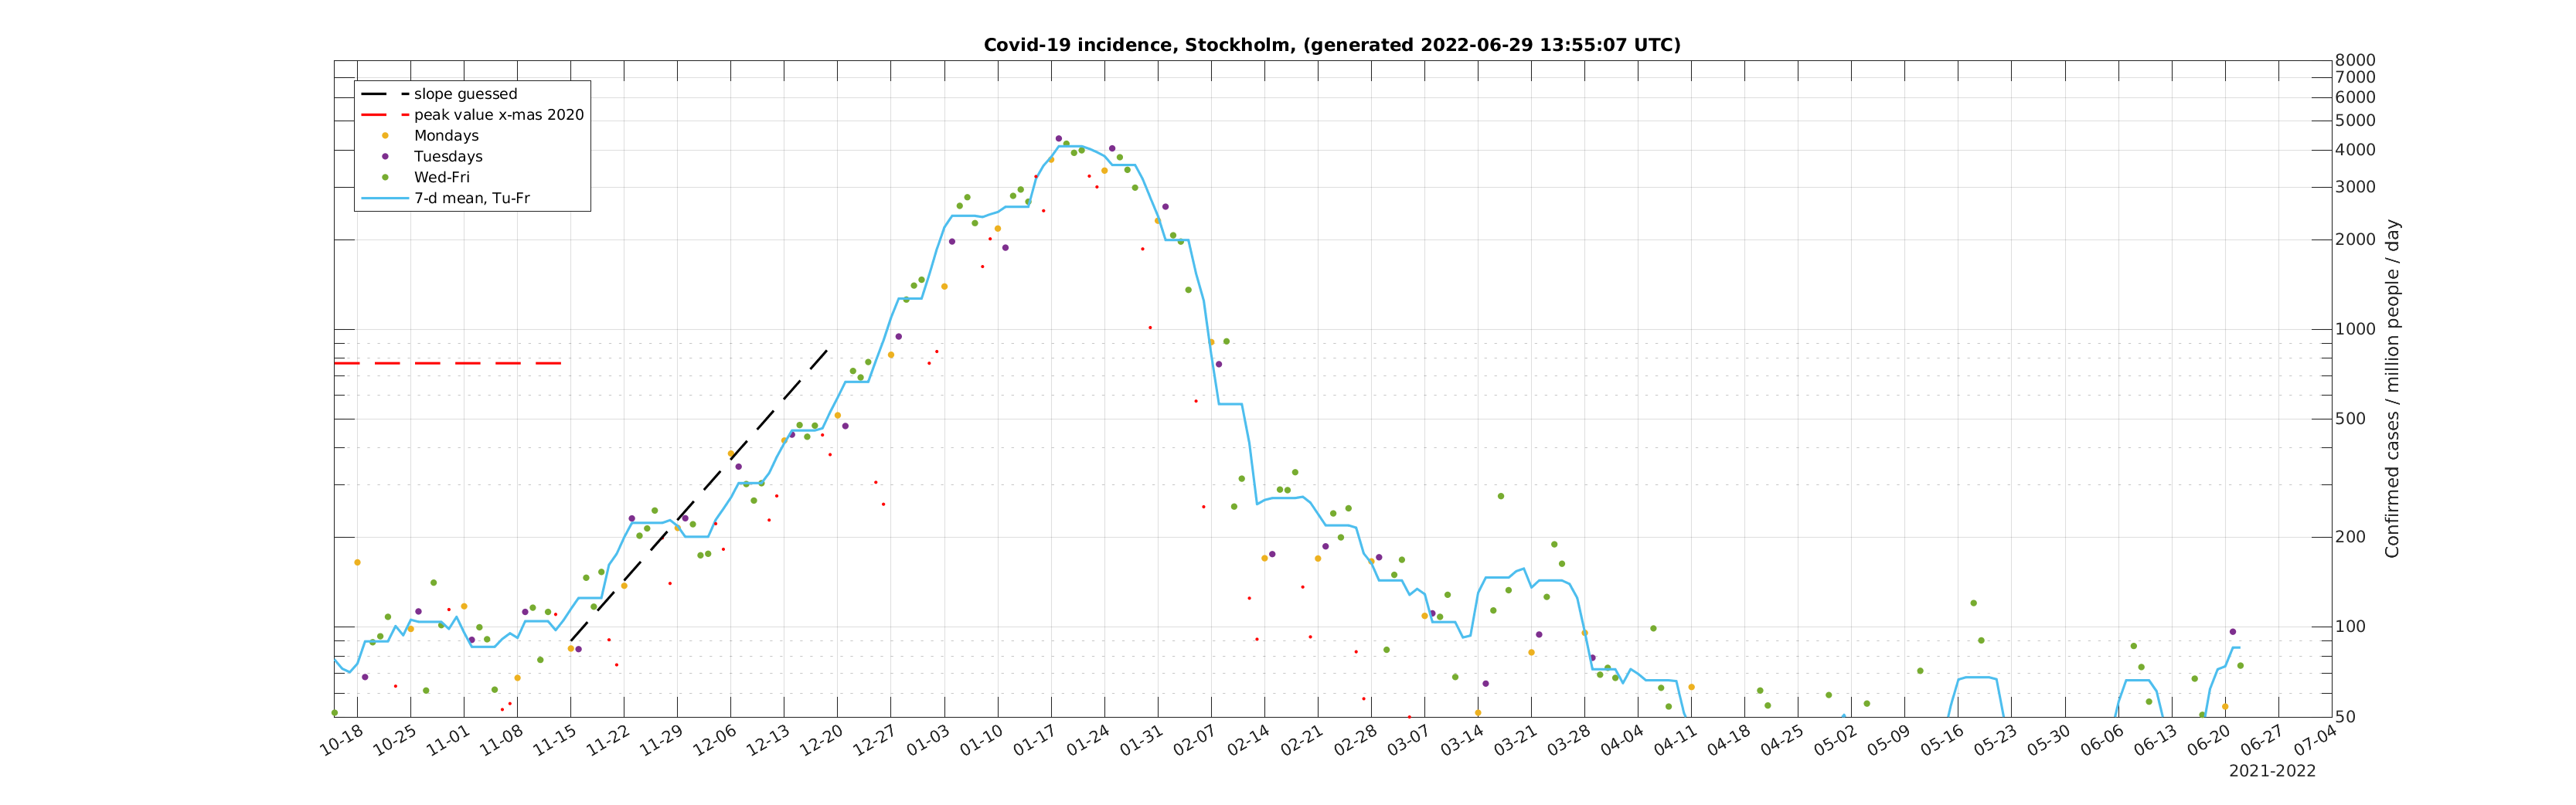 Covid-19 incidence, Stockholm, (generated 2022-06-29 13:55:07 UTC)
slope guessed
peak value x-mas 2020
Mondays
Tuesdays
Wed-Fri
7-d mean, Tu-Fr
8000
7000
6000
5000
4000
3000
2000
1000
500
200
100
50
Confirmed cases / million people / day
10-18 10-25 11-01 11-08 11-15 11-22 11-29 12-06 12-13 12-20 12-27 01-03 01-10 01-17 01-24 01-31 02-07 02-14 02-21 02-28 03-07 03-14 03-21 03-28 04-04 04-11 04-18 04-25 05-02 05-09 05-16 05-23 05-30 06-06 06-13 06-20 06-27 07-04
2021-2022